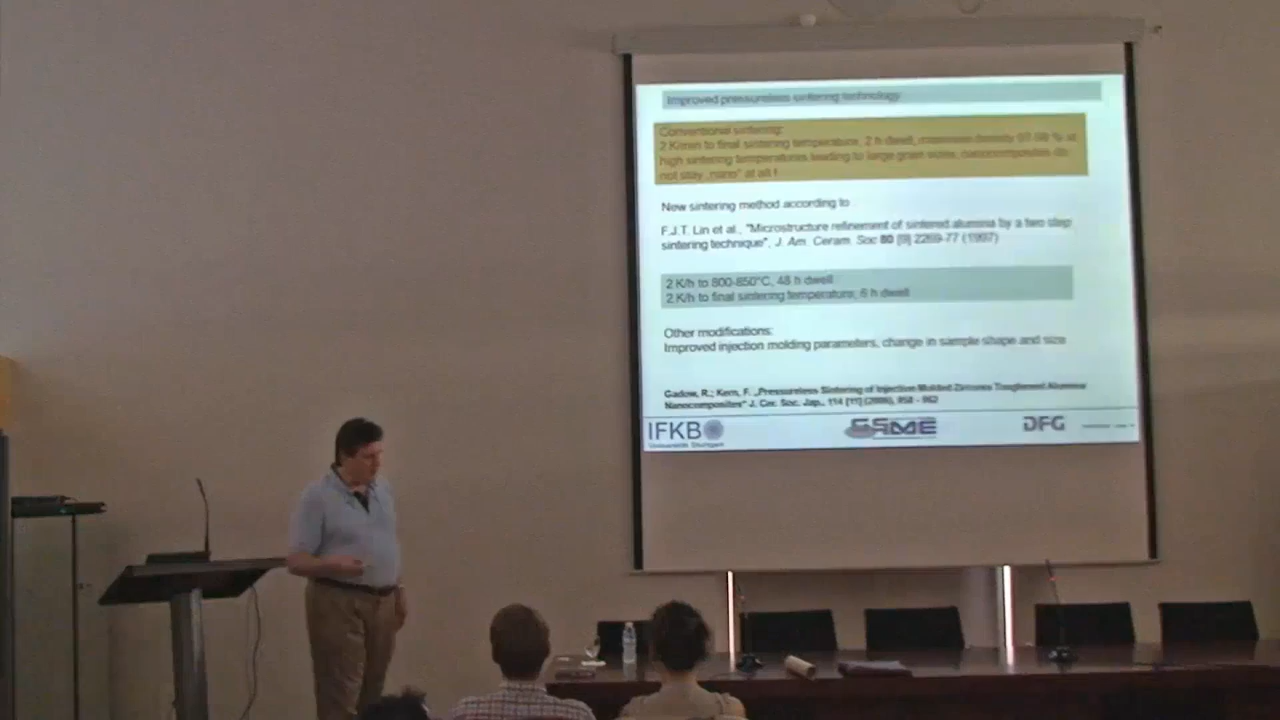 Improved pressureless sintering technology
Conventional sintering:
2 K/min to final sintering temperature, 2 h dwell, maximum density 97-98 % at
high sintering temperatures leading to large grain sizes, nanocomposites do
not stay „nano" at all !
New sintering method according to
F.J.T. Lin et al., "Microstructure refinement of sintered alumina by a two step
sintering technique", J. Am. Ceram. Soc 80 [9] 2269-77 (1997)
2 K/h to 800-850°C, 48 h dwell
2 K/h to final sintering temperature, 6 h dwell
Other modifications:
Improved injection molding parameters, change in sample shape and size
Gadow, R.; Kern, F. „Pressureless Sintering of Injection Molded Zirconia Toughened Alumina
Nanocomposites" J. Cer. Soc. Jap., 114 [11] (2006), 958 - 962
IFKB
Universität Stuttgart
DFG